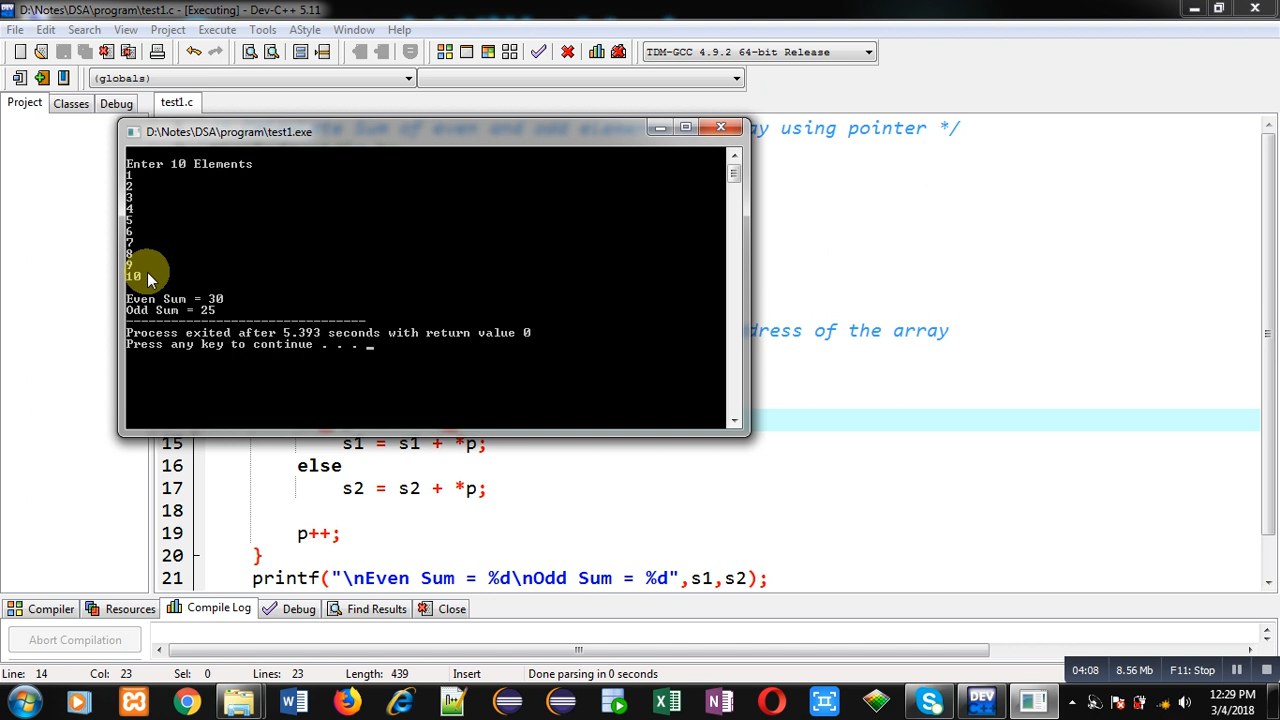 D:\Notes\DSA\program\test1.c - [Executing] - Dev-C++ 5.11
File Edit Search View Project Execute Tools AStyle Window Help
TDM-GCC 4.9.2 64-bit Release
(globals)
Project Classes Debug test1.c
D:\Notes\DSA\program\test1.exe
using pointer */
Enter 10 Elements
1
2
3
4
5
6
7
8
9
10
Even Sum = 30
Odd Sum = 25
--------------------------------
Process exited after 5.393 seconds with return value 0
Press any key to continue . . . _
dress of the array
15 s1 = s1 + *p;
16 else
17 s2 = s2 + *p;
18
19 p++;
20 }
21 printf("\nEven Sum = %d\nOdd Sum = %d",s1,s2);
Compiler Resources Compile Log Debug Find Results Close
Abort Compilation
Line: 14 Col: 23 Sel: 0 Lines: 23 Length: 439 Insert Done parsing in 0 seconds
04:08 8.56 Mb F11: Stop
DEV
12:29 PM
3/4/2018